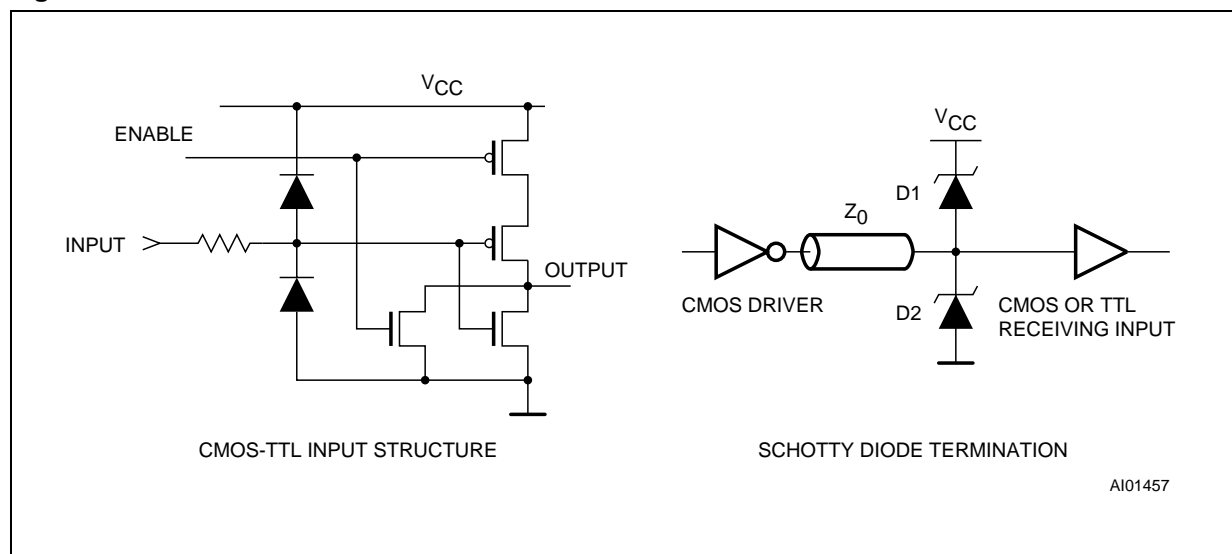 VCC
ENABLE
INPUT
OUTPUT
CMOS-TTL INPUT STRUCTURE
VCC
D1
Z0
CMOS DRIVER
D2
CMOS OR TTL
RECEIVING INPUT
SCHOTTY DIODE TERMINATION
AI01457